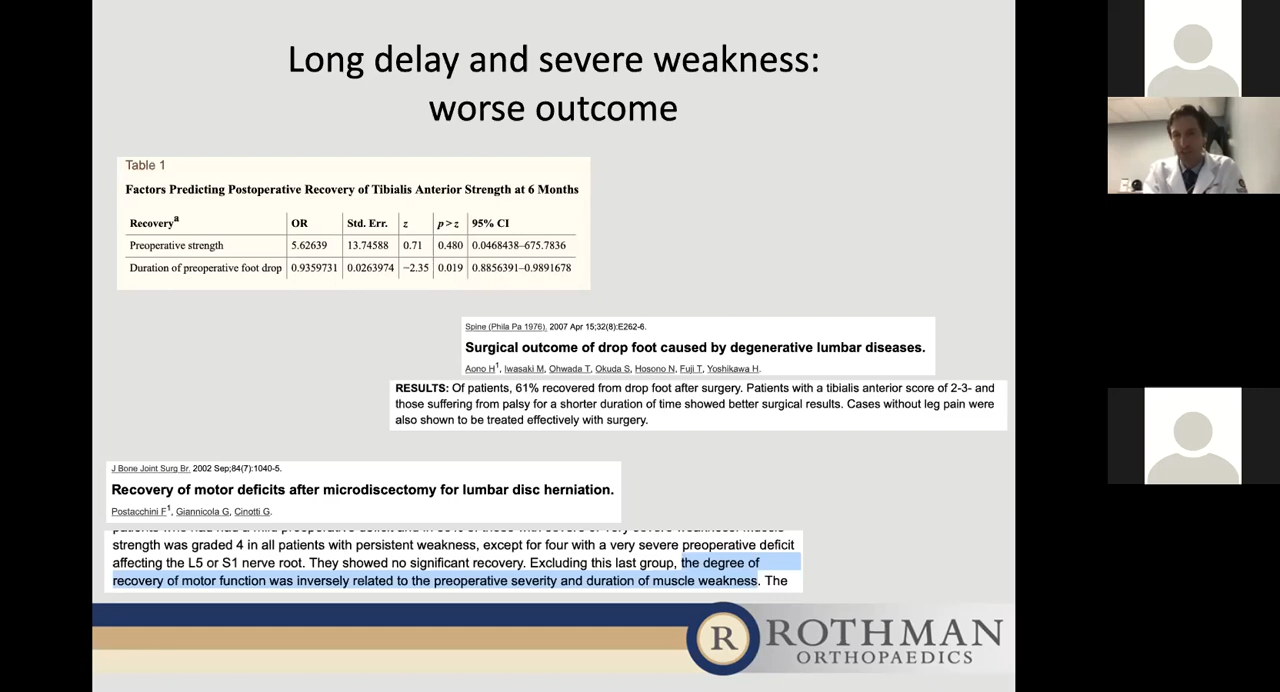 Long delay and severe weakness:
worse outcome
Table 1
Factors Predicting Postoperative Recovery of Tibialis Anterior Strength at 6 Months
Recoveryᵃ OR Std. Err. z p > z 95% CI
Preoperative strength 5.62639 13.74588 0.71 0.480 0.0468438–675.7836
Duration of preoperative foot drop 0.9359731 0.0263974 −2.35 0.019 0.8856391–0.9891678
Spine (Phila Pa 1976). 2007 Apr 15;32(8):E262-6.
Surgical outcome of drop foot caused by degenerative lumbar diseases.
Aono H¹, Iwasaki M, Ohwada T, Okuda S, Hosono N, Fuji T, Yoshikawa H.
RESULTS: Of patients, 61% recovered from drop foot after surgery. Patients with a tibialis anterior score of 2-3- and
those suffering from palsy for a shorter duration of time showed better surgical results. Cases without leg pain were
also shown to be treated effectively with surgery.
J Bone Joint Surg Br. 2002 Sep;84(7):1040-5.
Recovery of motor deficits after microdiscectomy for lumbar disc herniation.
Postacchini F¹, Giannicola G, Cinotti G.
strength was graded 4 in all patients with persistent weakness, except for four with a very severe preoperative deficit
affecting the L5 or S1 nerve root. They showed no significant recovery. Excluding this last group, the degree of
recovery of motor function was inversely related to the preoperative severity and duration of muscle weakness. The
R ROTHMAN
ORTHOPAEDICS